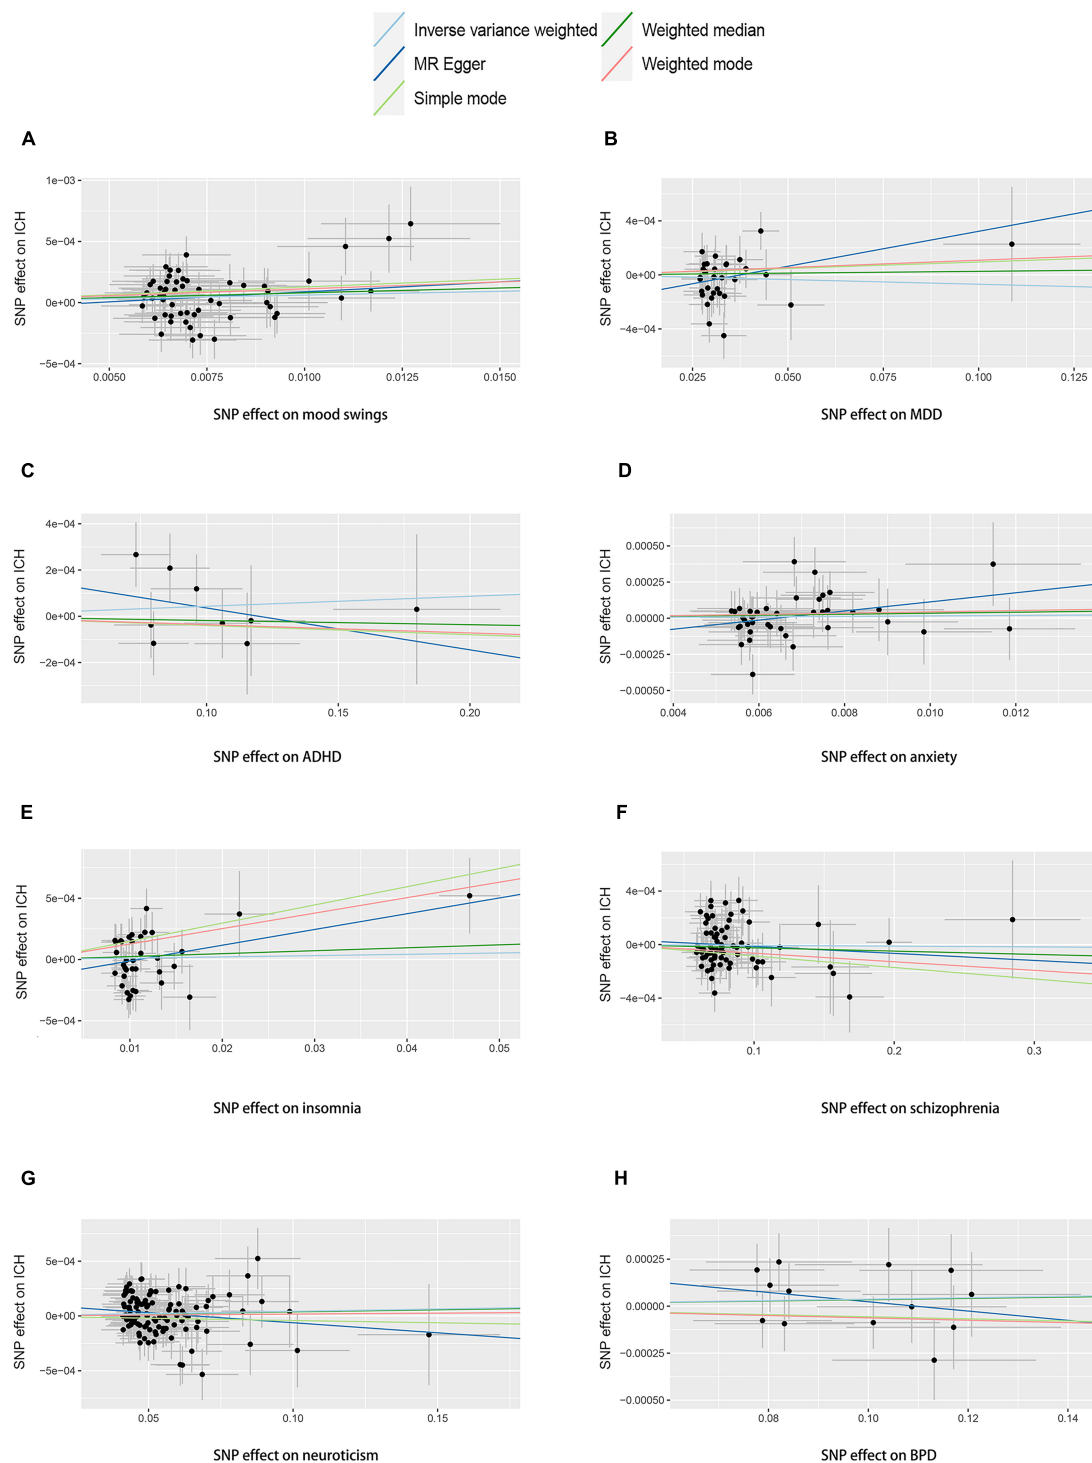 Inverse variance weighted
Weighted median
MR Egger
Weighted mode
Simple mode
A
1e−03
5e−04
0e+00
−5e−04
SNP effect on ICH
0.0050 0.0075 0.0100 0.0125 0.0150
SNP effect on mood swings
B
4e−04
0e+00
−4e−04
SNP effect on ICH
0.025 0.050 0.075 0.100 0.125
SNP effect on MDD
C
4e−04
2e−04
0e+00
−2e−04
SNP effect on ICH
0.10 0.15 0.20
SNP effect on ADHD
D
0.00050
0.00025
0.00000
−0.00025
−0.00050
SNP effect on ICH
0.004 0.006 0.008 0.010 0.012
SNP effect on anxiety
E
5e−04
0e+00
−5e−04
SNP effect on ICH
0.01 0.02 0.03 0.04 0.05
SNP effect on insomnia
F
4e−04
0e+00
−4e−04
SNP effect on ICH
0.1 0.2 0.3
SNP effect on schizophrenia
G
5e−04
0e+00
−5e−04
SNP effect on ICH
0.05 0.10 0.15
SNP effect on neuroticism
H
0.00025
0.00000
−0.00025
−0.00050
SNP effect on ICH
0.08 0.10 0.12 0.14
SNP effect on BPD